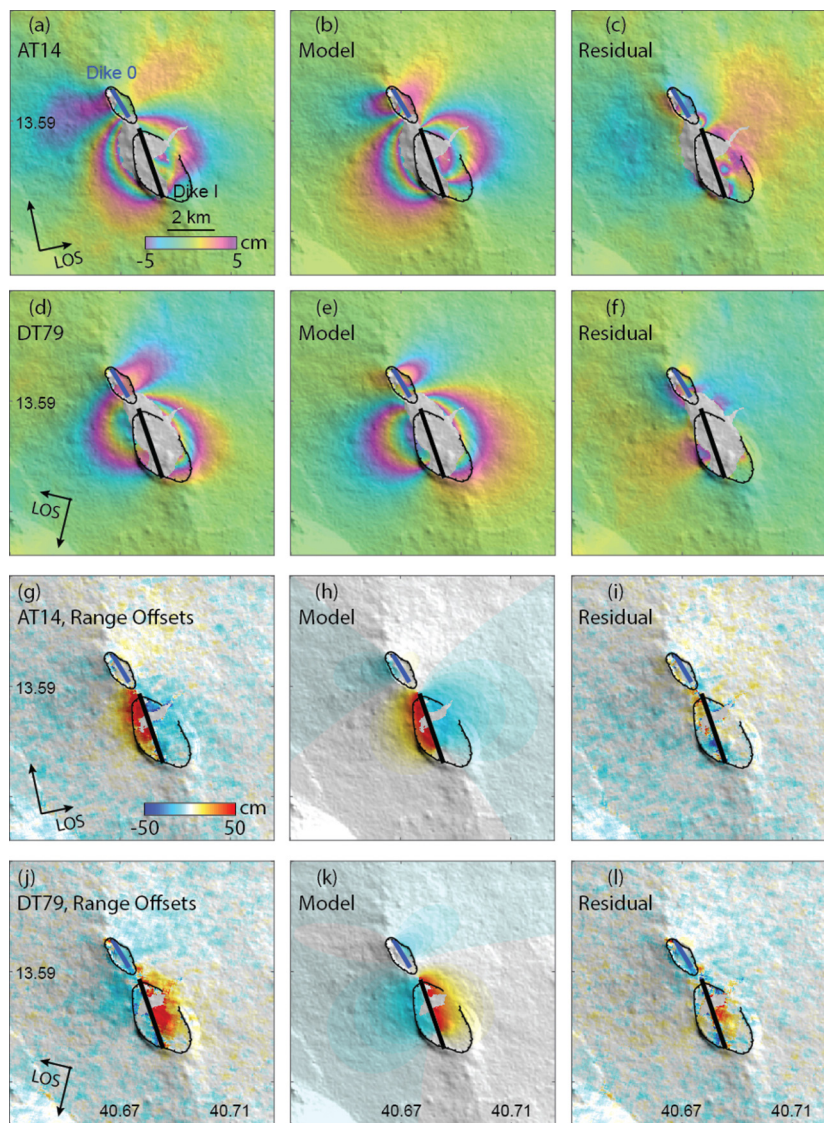 (a)
AT14
Dike 0
13.59
Dike I
2 km
LOS
cm
-5 5
(b)
Model
(c)
Residual
(d)
DT79
13.59
LOS
(e)
Model
(f)
Residual
(g)
AT14, Range Offsets
13.59
LOS
cm
-50 50
(h)
Model
(i)
Residual
(j)
DT79, Range Offsets
13.59
LOS
40.67 40.71
(k)
Model
40.67 40.71
(l)
Residual
40.67 40.71